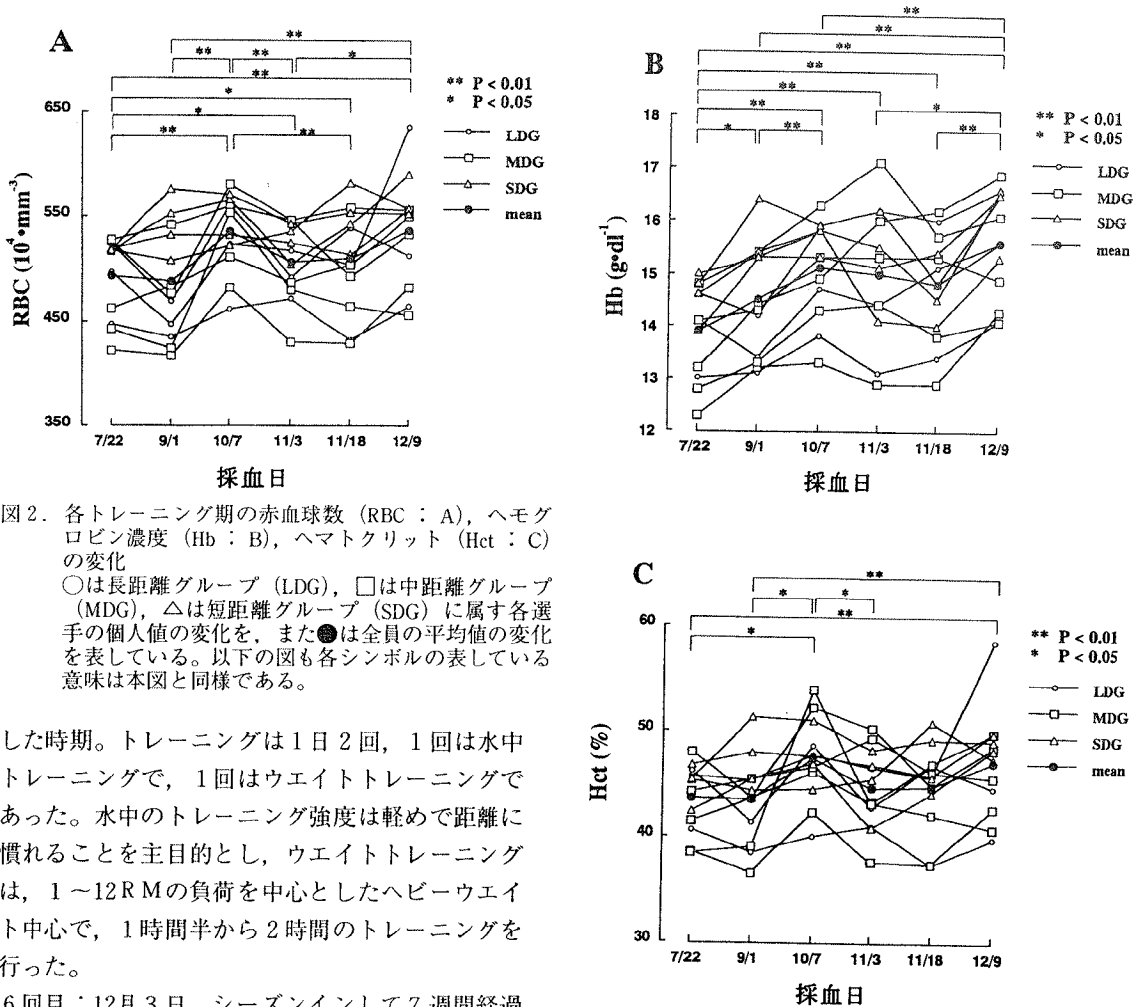 A
**
** ** *
**
*
*
** **
** P < 0.01
* P < 0.05
LDG
MDG
SDG
mean
650
550
450
350
RBC (10⁴•mm⁻³)
7/22 9/1 10/7 11/3 11/18 12/9
採血日
B
**
**
**
**
**
** *
* ** **
** P < 0.01
* P < 0.05
LDG
MDG
SDG
mean
18
17
16
15
14
13
12
Hb (g•dl⁻¹)
7/22 9/1 10/7 11/3 11/18 12/9
採血日
図2. 各トレーニング期の赤血球数(RBC:A),ヘモグ
ロビン濃度(Hb:B),ヘマトクリット(Hct:C)
の変化
○は長距離グループ(LDG),□は中距離グループ
(MDG),△は短距離グループ(SDG)に属す各選
手の個人値の変化を,また●は全員の平均値の変化
を表している。以下の図も各シンボルの表している
意味は本図と同様である。
した時期。トレーニングは1日2回,1回は水中
トレーニングで,1回はウエイトトレーニングで
あった。水中のトレーニング強度は軽めで距離に
慣れることを主目的とし,ウエイトトレーニング
は,1~12RMの負荷を中心としたヘビーウエイ
ト中心で,1時間半から2時間のトレーニングを
行った。
6回目:12月3日,シーズンインして7週間経過
C
**
* *
**
*
** P < 0.01
* P < 0.05
LDG
MDG
SDG
mean
60
50
40
30
Hct (%)
7/22 9/1 10/7 11/3 11/18 12/9
採血日